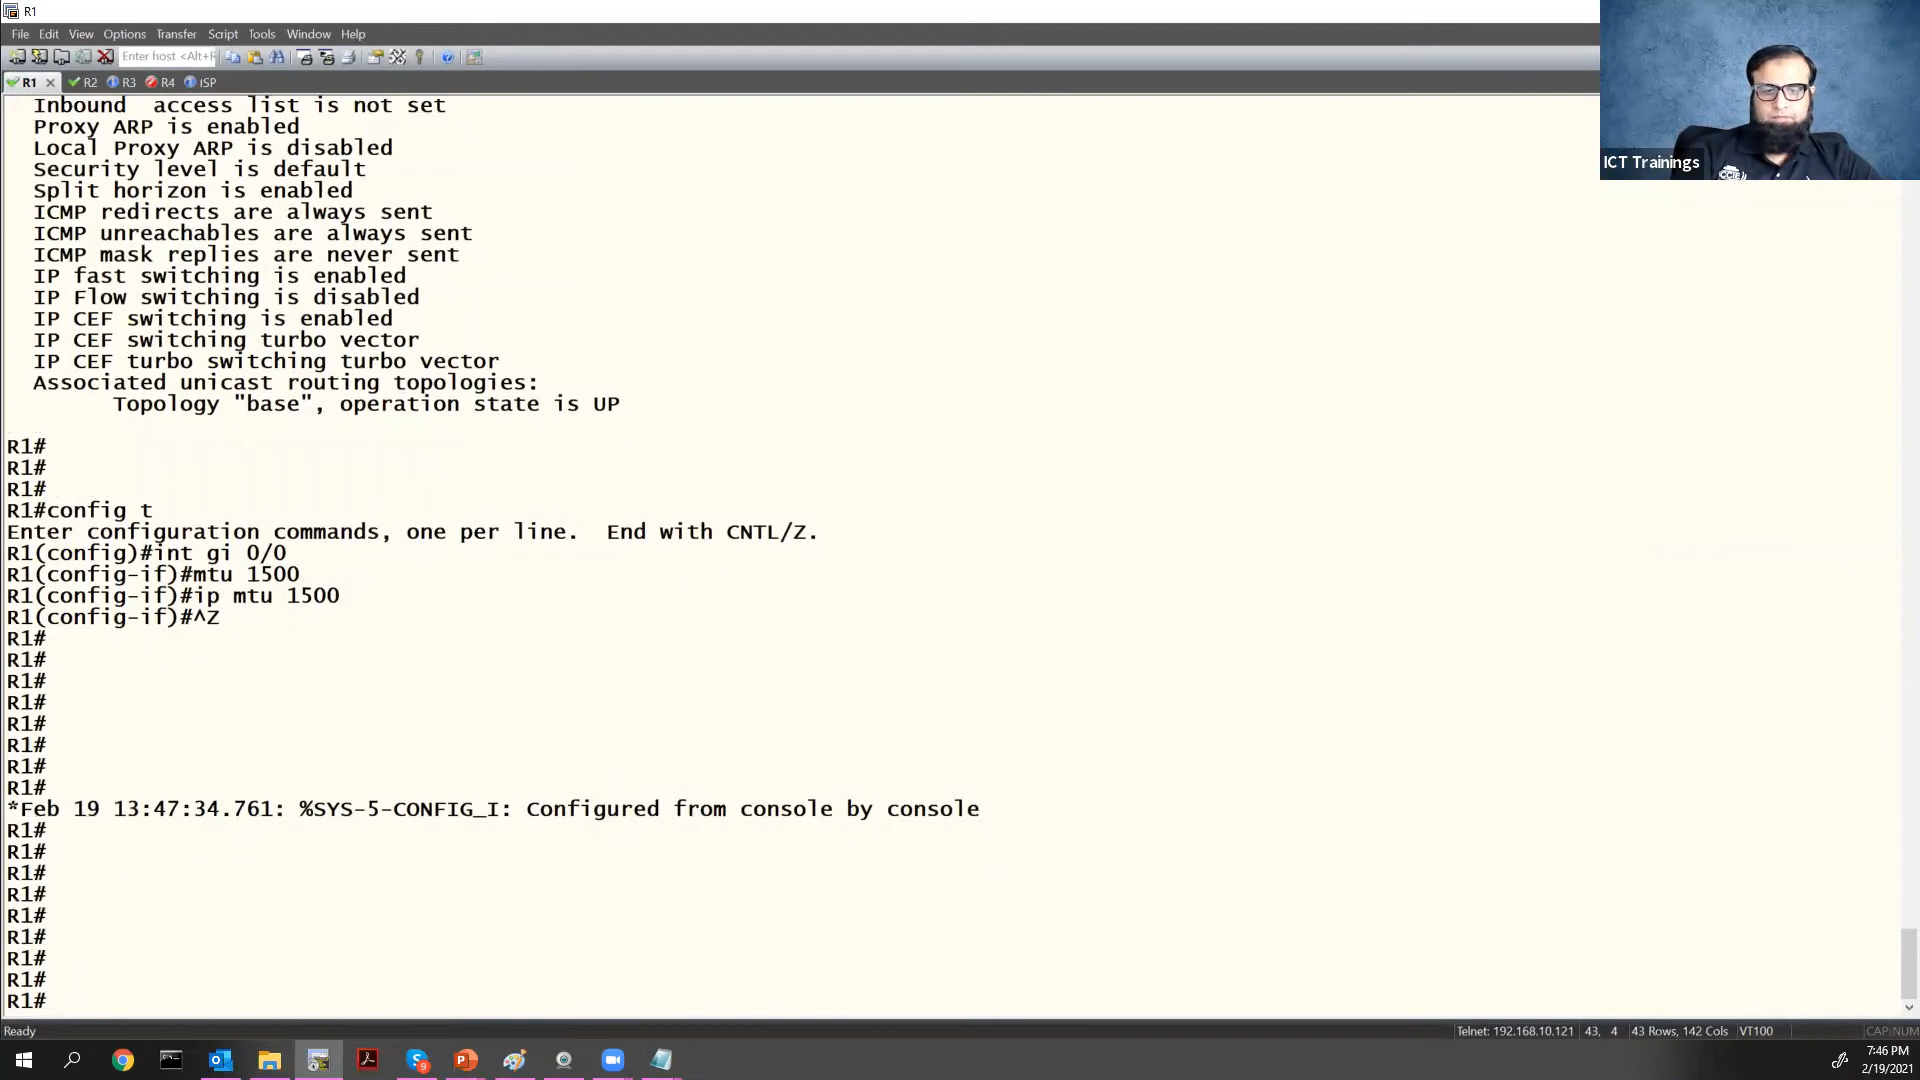 R1
File Edit View Options Transfer Script Tools Window Help
Enter host <Alt+R
R1 R2 R3 R4 ISP
Inbound  access list is not set
Proxy ARP is enabled
Local Proxy ARP is disabled
Security level is default
Split horizon is enabled
ICMP redirects are always sent
ICMP unreachables are always sent
ICMP mask replies are never sent
IP fast switching is enabled
IP Flow switching is disabled
IP CEF switching is enabled
IP CEF switching turbo vector
IP CEF turbo switching turbo vector
Associated unicast routing topologies:
Topology "base", operation state is UP
R1#
R1#
R1#
R1#config t
Enter configuration commands, one per line.  End with CNTL/Z.
R1(config)#int gi 0/0
R1(config-if)#mtu 1500
R1(config-if)#ip mtu 1500
R1(config-if)#^Z
R1#
R1#
R1#
R1#
R1#
R1#
R1#
R1#
*Feb 19 13:47:34.761: %SYS-5-CONFIG_I: Configured from console by console
R1#
R1#
R1#
R1#
R1#
R1#
R1#
R1#
R1#
ICT Trainings
CCIE
Ready
Telnet: 192.168.10.121 43, 4 43 Rows, 142 Cols VT100 CAP NUM
9
7:46 PM
2/19/2021